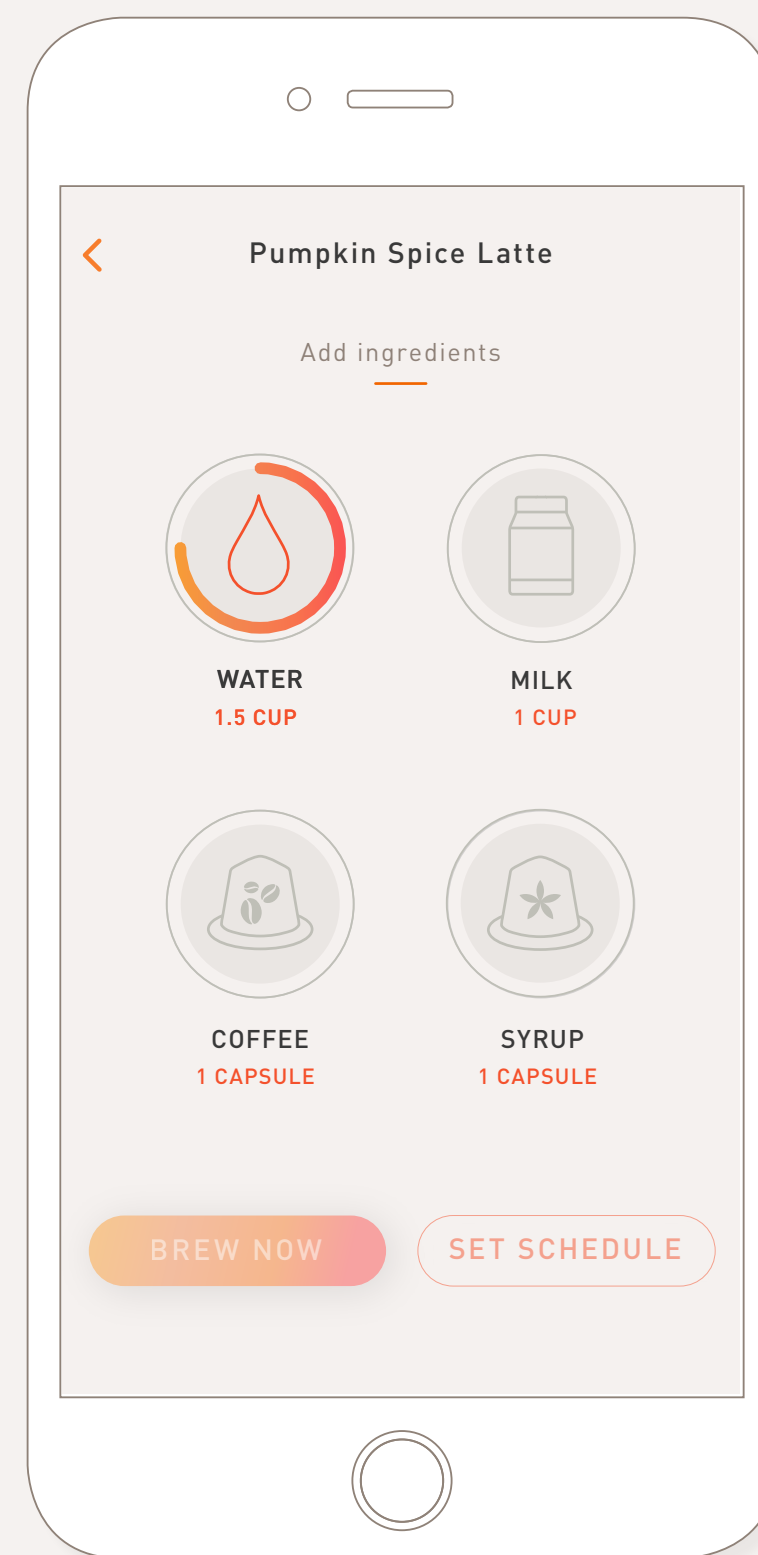 Pumpkin Spice Latte
Add ingredients
WATER
1.5 CUP
MILK
1 CUP
COFFEE
1 CAPSULE
SYRUP
1 CAPSULE
BREW NOW
SET SCHEDULE